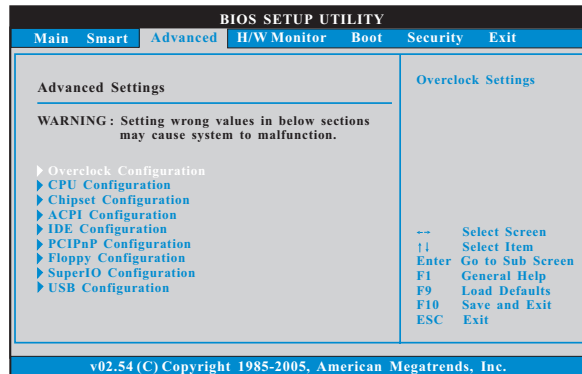 BIOS SETUP UTILITY
Main Smart Advanced H/W Monitor Boot Security Exit
Advanced Settings
WARNING : Setting wrong values in below sections
may cause system to malfunction.
Overclock Configuration
CPU Configuration
Chipset Configuration
ACPI Configuration
IDE Configuration
PCIPnP Configuration
Floppy Configuration
SuperIO Configuration
USB Configuration
Overclock Settings
←→ Select Screen
↑↓ Select Item
Enter Go to Sub Screen
F1 General Help
F9 Load Defaults
F10 Save and Exit
ESC Exit
v02.54 (C) Copyright 1985-2005, American Megatrends, Inc.